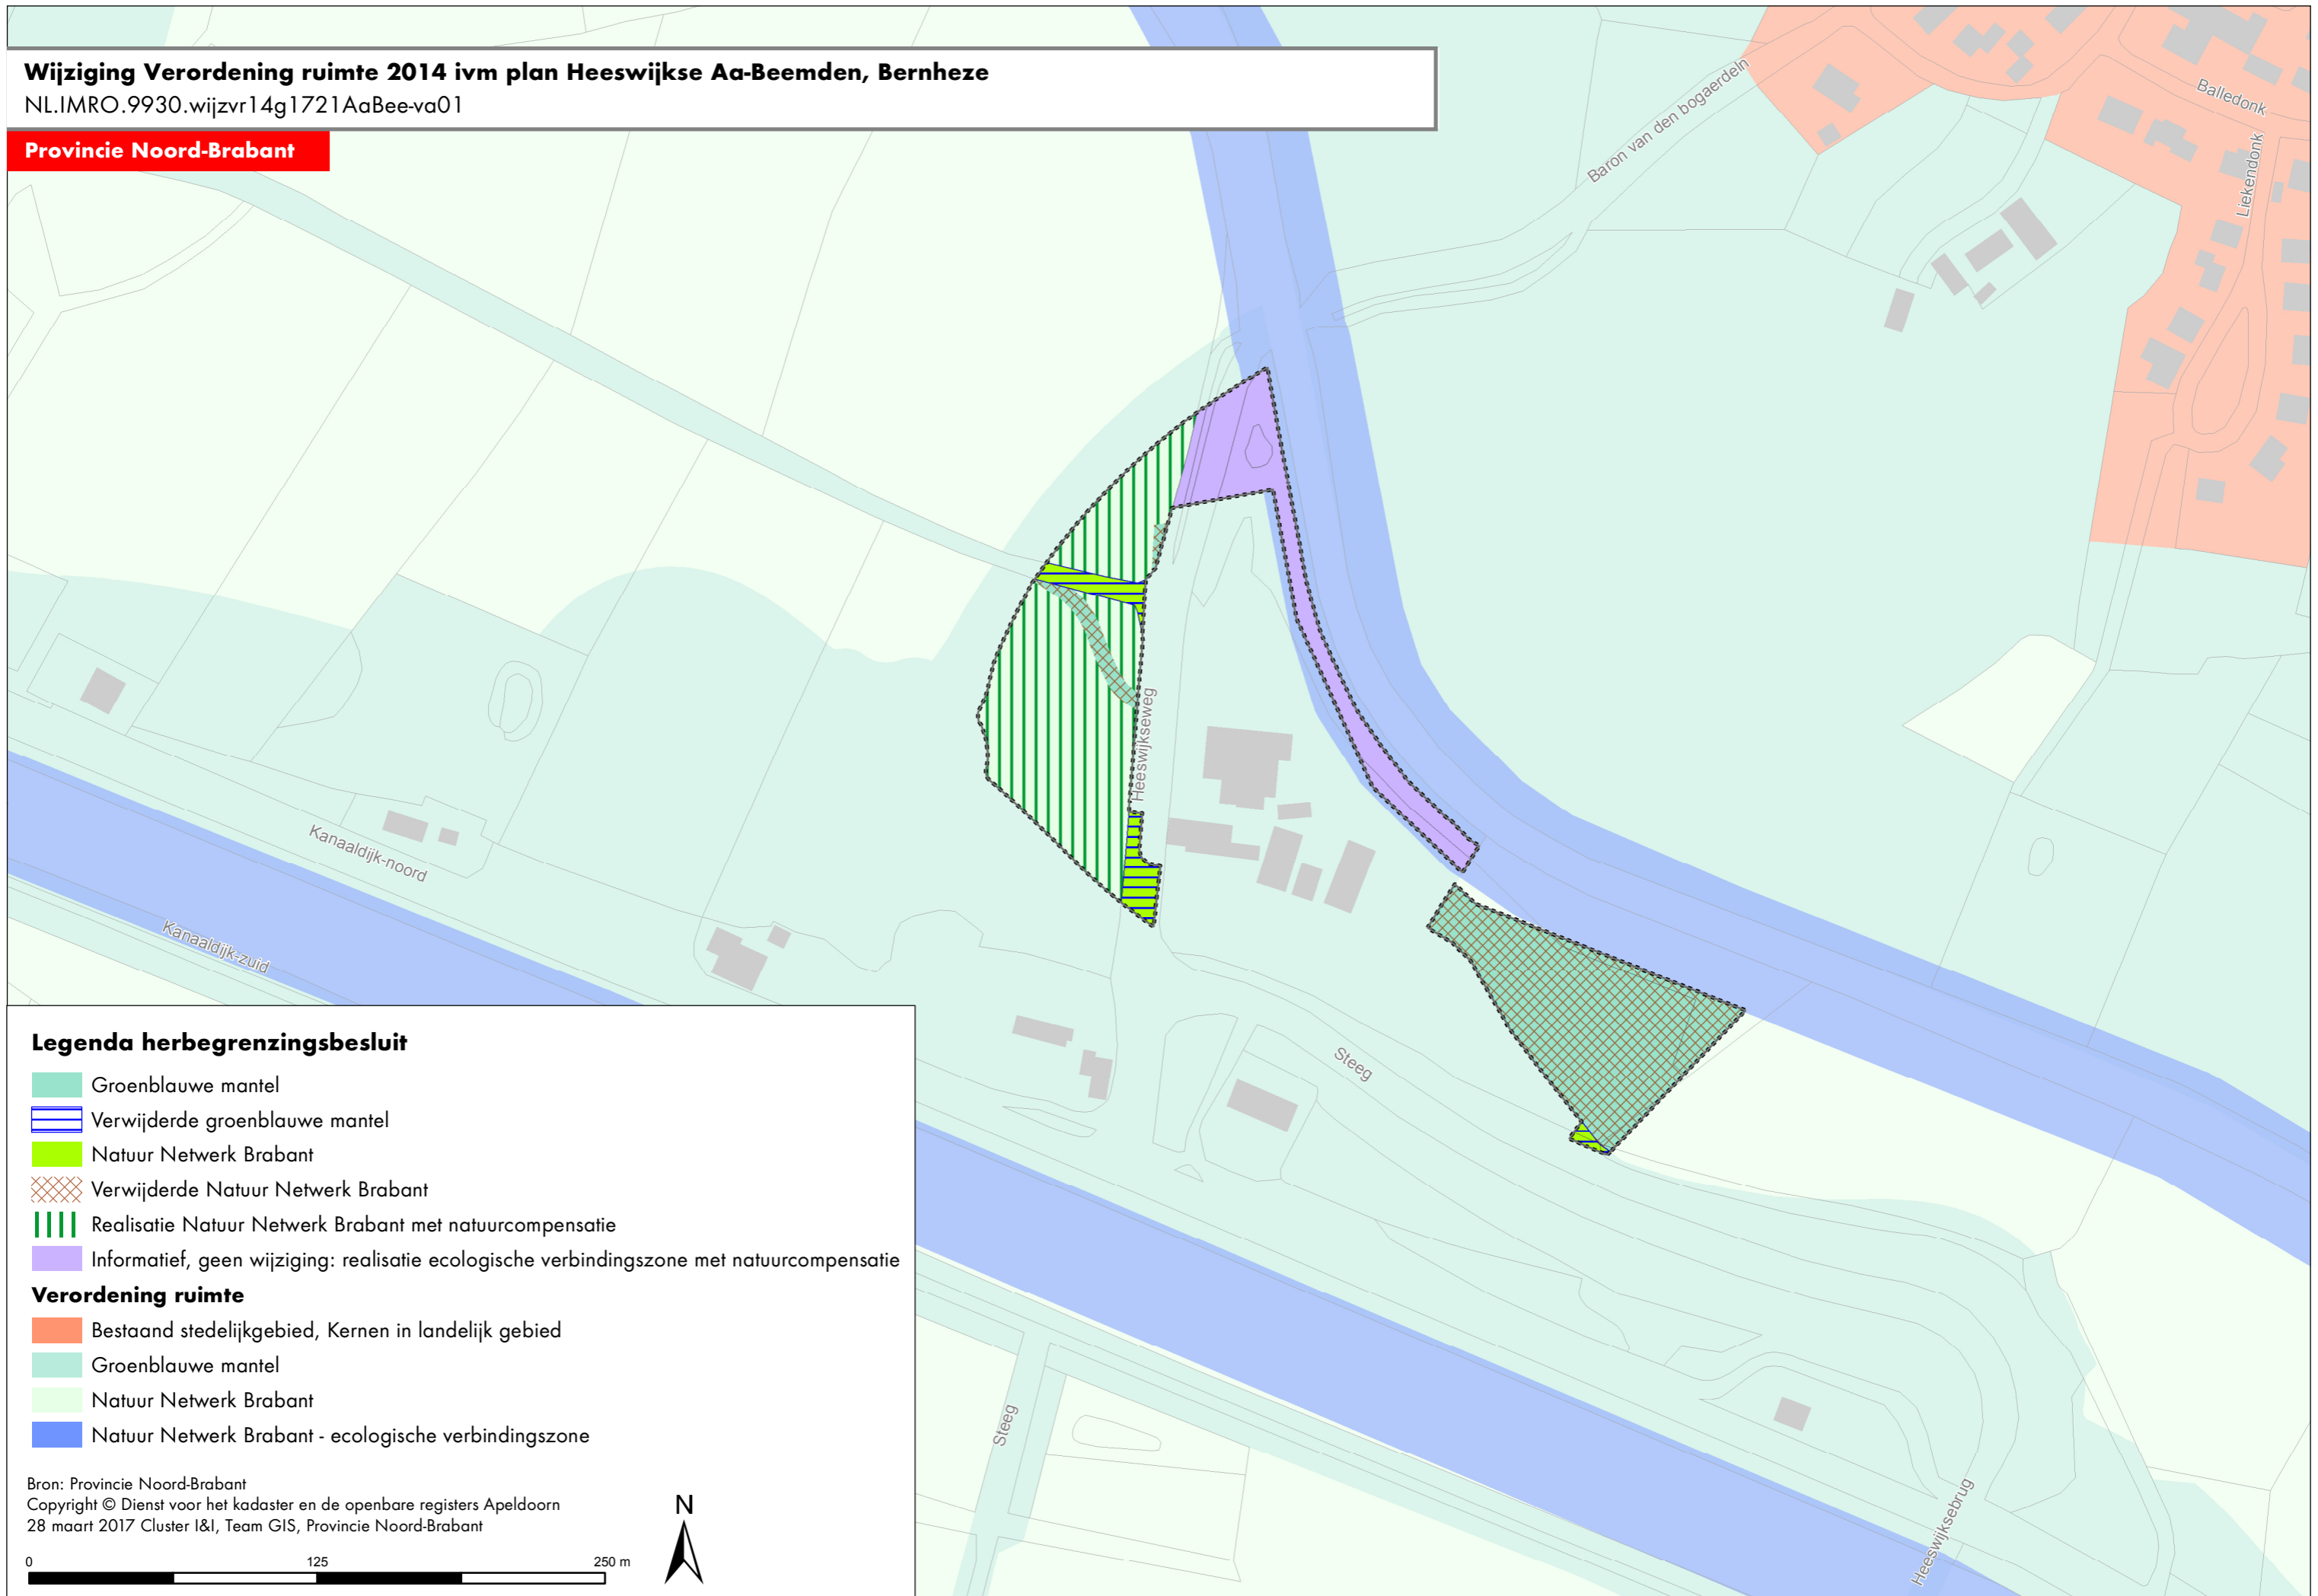 Wijziging Verordening ruimte 2014 ivm plan Heeswijkse Aa-Beemden, Bernheze
NL.IMRO.9930.wijzvr14g1721AaBee-va01
Provincie Noord-Brabant
Baron van den bogaerdeln
Balledonk
Liekendonk
Heeswijkseweg
Kanaaldijk-noord
Kanaaldijk-zuid
Steeg
Steeg
Heeswijksebrug
Legenda herbegrenzingsbesluit
Groenblauwe mantel
Verwijderde groenblauwe mantel
Natuur Netwerk Brabant
Verwijderde Natuur Netwerk Brabant
Realisatie Natuur Netwerk Brabant met natuurcompensatie
Informatief, geen wijziging: realisatie ecologische verbindingszone met natuurcompensatie
Verordening ruimte
Bestaand stedelijkgebied, Kernen in landelijk gebied
Groenblauwe mantel
Natuur Netwerk Brabant
Natuur Netwerk Brabant - ecologische verbindingszone
Bron: Provincie Noord-Brabant
Copyright © Dienst voor het kadaster en de openbare registers Apeldoorn
28 maart 2017 Cluster I&I, Team GIS, Provincie Noord-Brabant
N
0 125 250 m